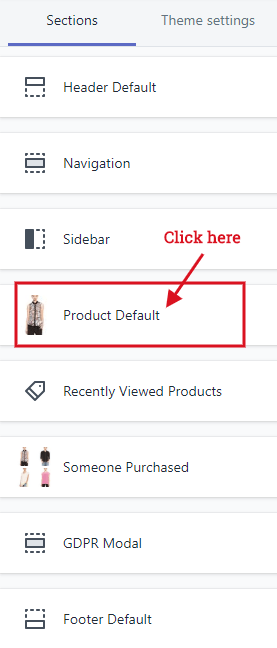 Sections
Theme settings
Header Default
Navigation
Sidebar
Click here
Product Default
Recently Viewed Products
Someone Purchased
GDPR Modal
Footer Default